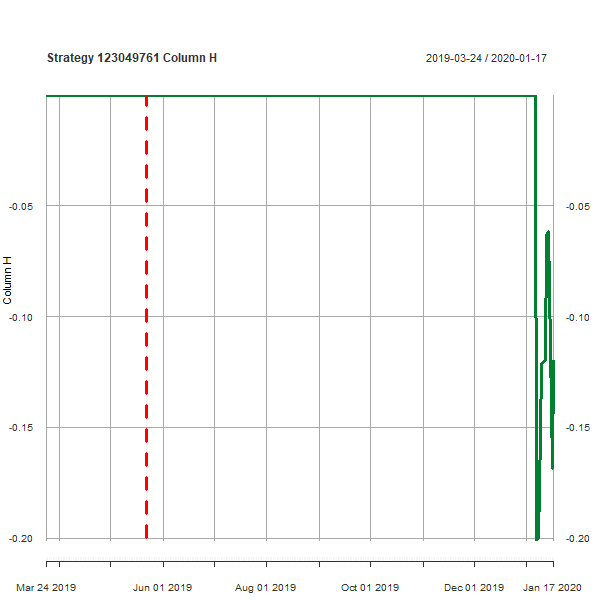 Strategy 123049761 Column H
2019-03-24 / 2020-01-17
-0.05
-0.10
-0.15
-0.20
Column H
-0.05
-0.10
-0.15
-0.20
Mar 24 2019
Jun 01 2019
Aug 01 2019
Oct 01 2019
Dec 01 2019
Jan 17 2020